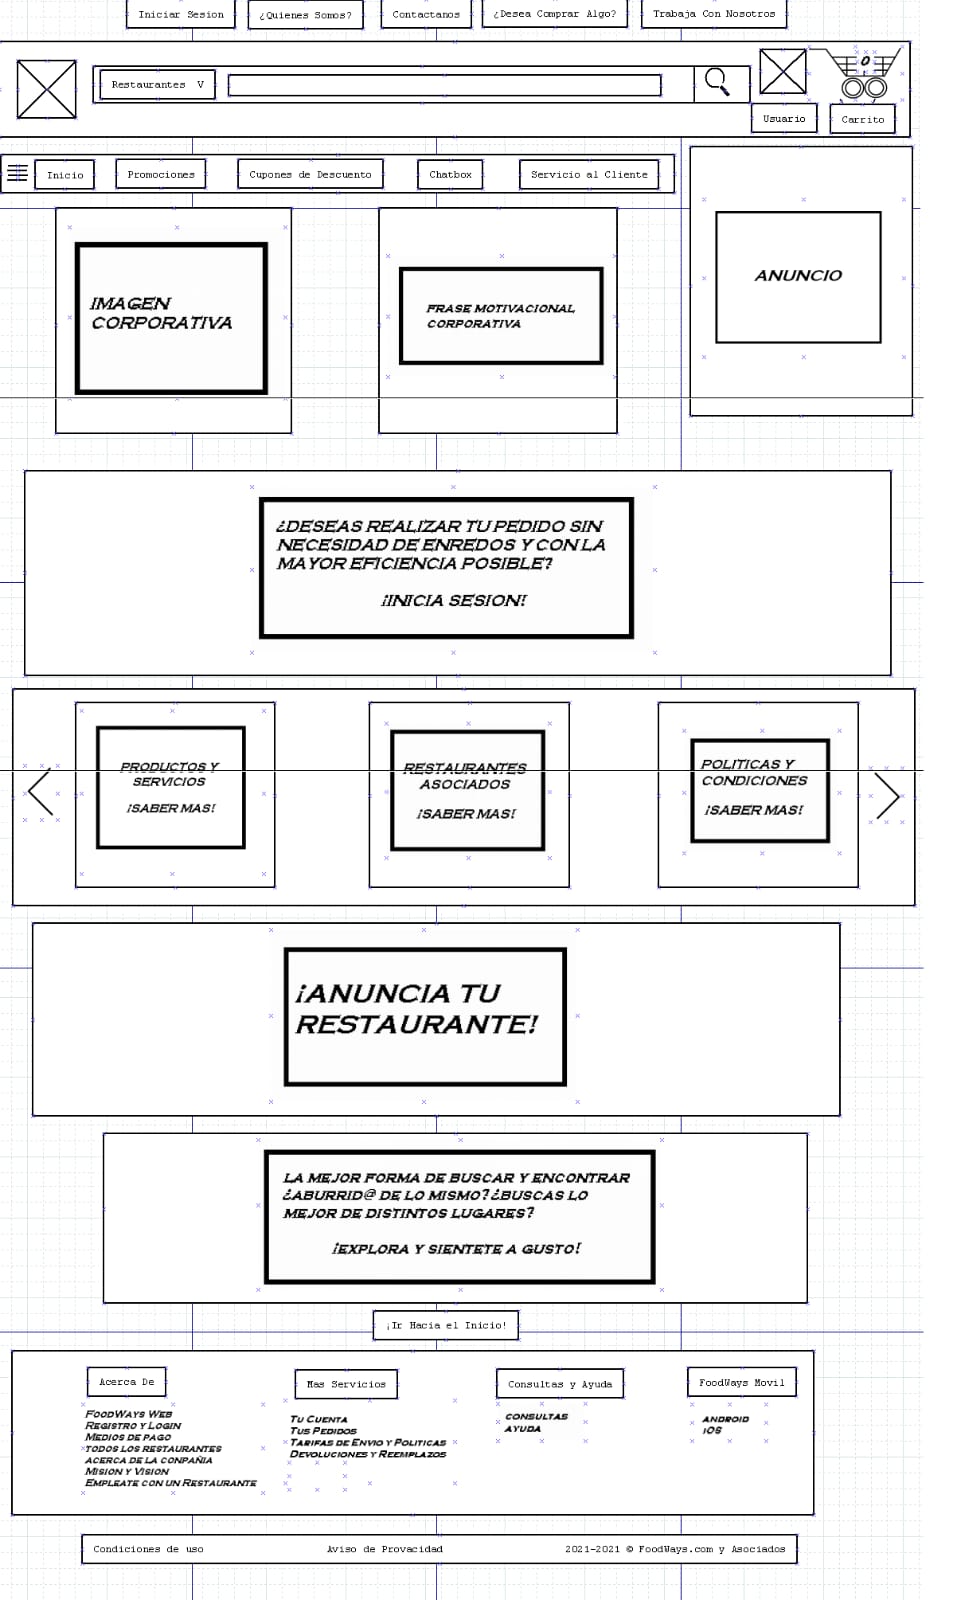 Iniciar Sesion
¿Quienes Somos?
Contactanos
¿Desea Comprar Algo?
Trabaja Con Nosotros
Restaurantes V
0
Usuario
Carrito
Inicio
Promociones
Cupones de Descuento
Chatbox
Servicio al Cliente
IMAGEN
CORPORATIVA
FRASE MOTIVACIONAL
CORPORATIVA
ANUNCIO
¿DESEAS REALIZAR TU PEDIDO SIN
NECESIDAD DE ENREDOS Y CON LA
MAYOR EFICIENCIA POSIBLE?
¡INICIA SESION!
PRODUCTOS Y
SERVICIOS
¡SABER MAS!
RESTAURANTES
ASOCIADOS
¡SABER MAS!
POLITICAS Y
CONDICIONES
¡SABER MAS!
¡ANUNCIA TU
RESTAURANTE!
LA MEJOR FORMA DE BUSCAR Y ENCONTRAR
¿ABURRID@ DE LO MISMO? ¿BUSCAS LO
MEJOR DE DISTINTOS LUGARES?
¡EXPLORA Y SIENTETE A GUSTO!
¡Ir Hacia el Inicio!
Acerca De
FOODWAYS WEB
REGISTRO Y LOGIN
MEDIOS DE PAGO
TODOS LOS RESTAURANTES
ACERCA DE LA CONPAÑIA
MISION Y VISION
EMPLEATE CON UN RESTAURANTE
Mas Servicios
TU CUENTA
TUS PEDIDOS
TARIFAS DE ENVIO Y POLITICAS
DEVOLUCIONES Y REEMPLAZOS
Consultas y Ayuda
CONSULTAS
AYUDA
FoodWays Movil
ANDROID
IOS
Condiciones de uso
Aviso de Provacidad
2021-2021 © FoodWays.com y Asociados